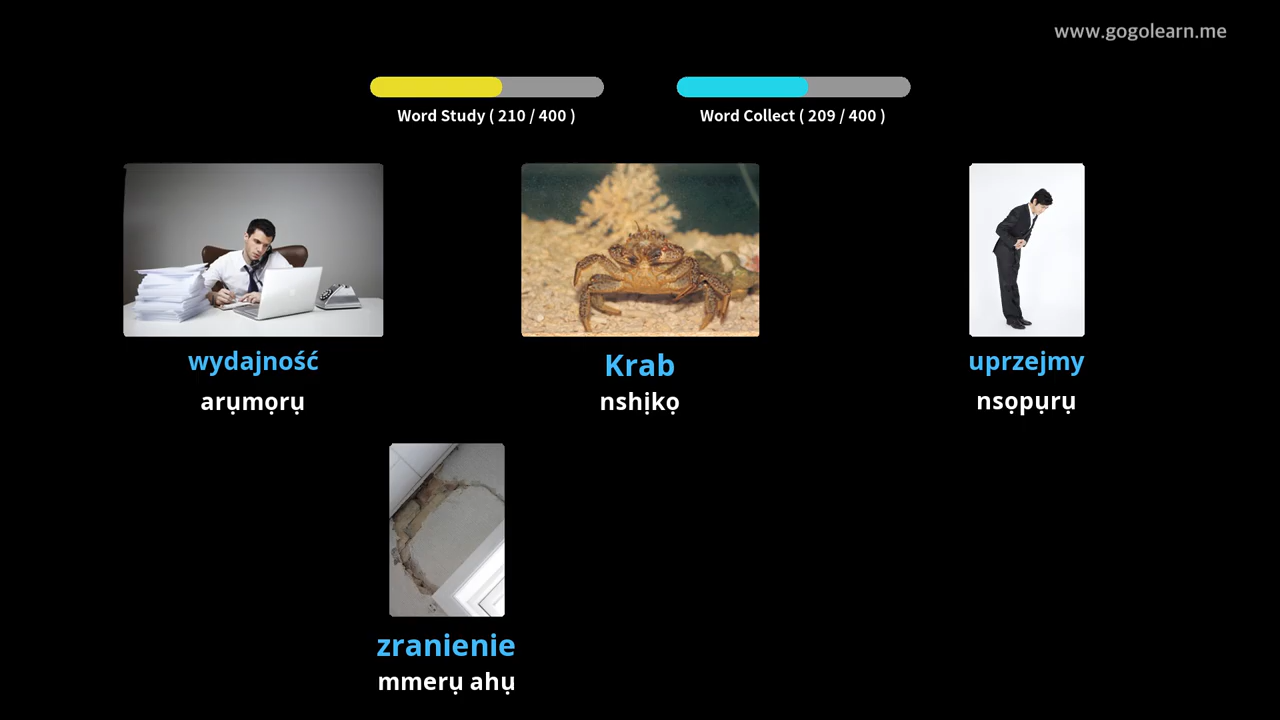 www.gogolearn.me
Word Study ( 210 / 400 )
Word Collect ( 209 / 400 )
wydajność
arụmọrụ
Krab
nshịkọ
uprzejmy
nsọpụrụ
zranienie
mmerụ ahụ